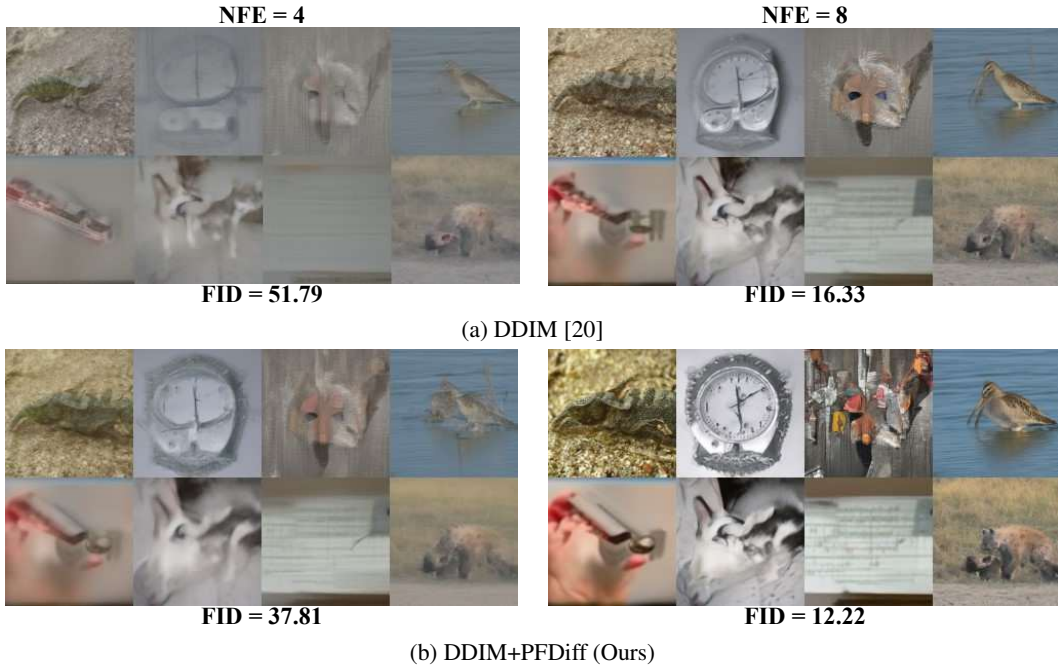 NFE = 4
NFE = 8
FID = 51.79
FID = 16.33
(a) DDIM [20]
FID = 37.81
FID = 12.22
(b) DDIM+PFDiff (Ours)